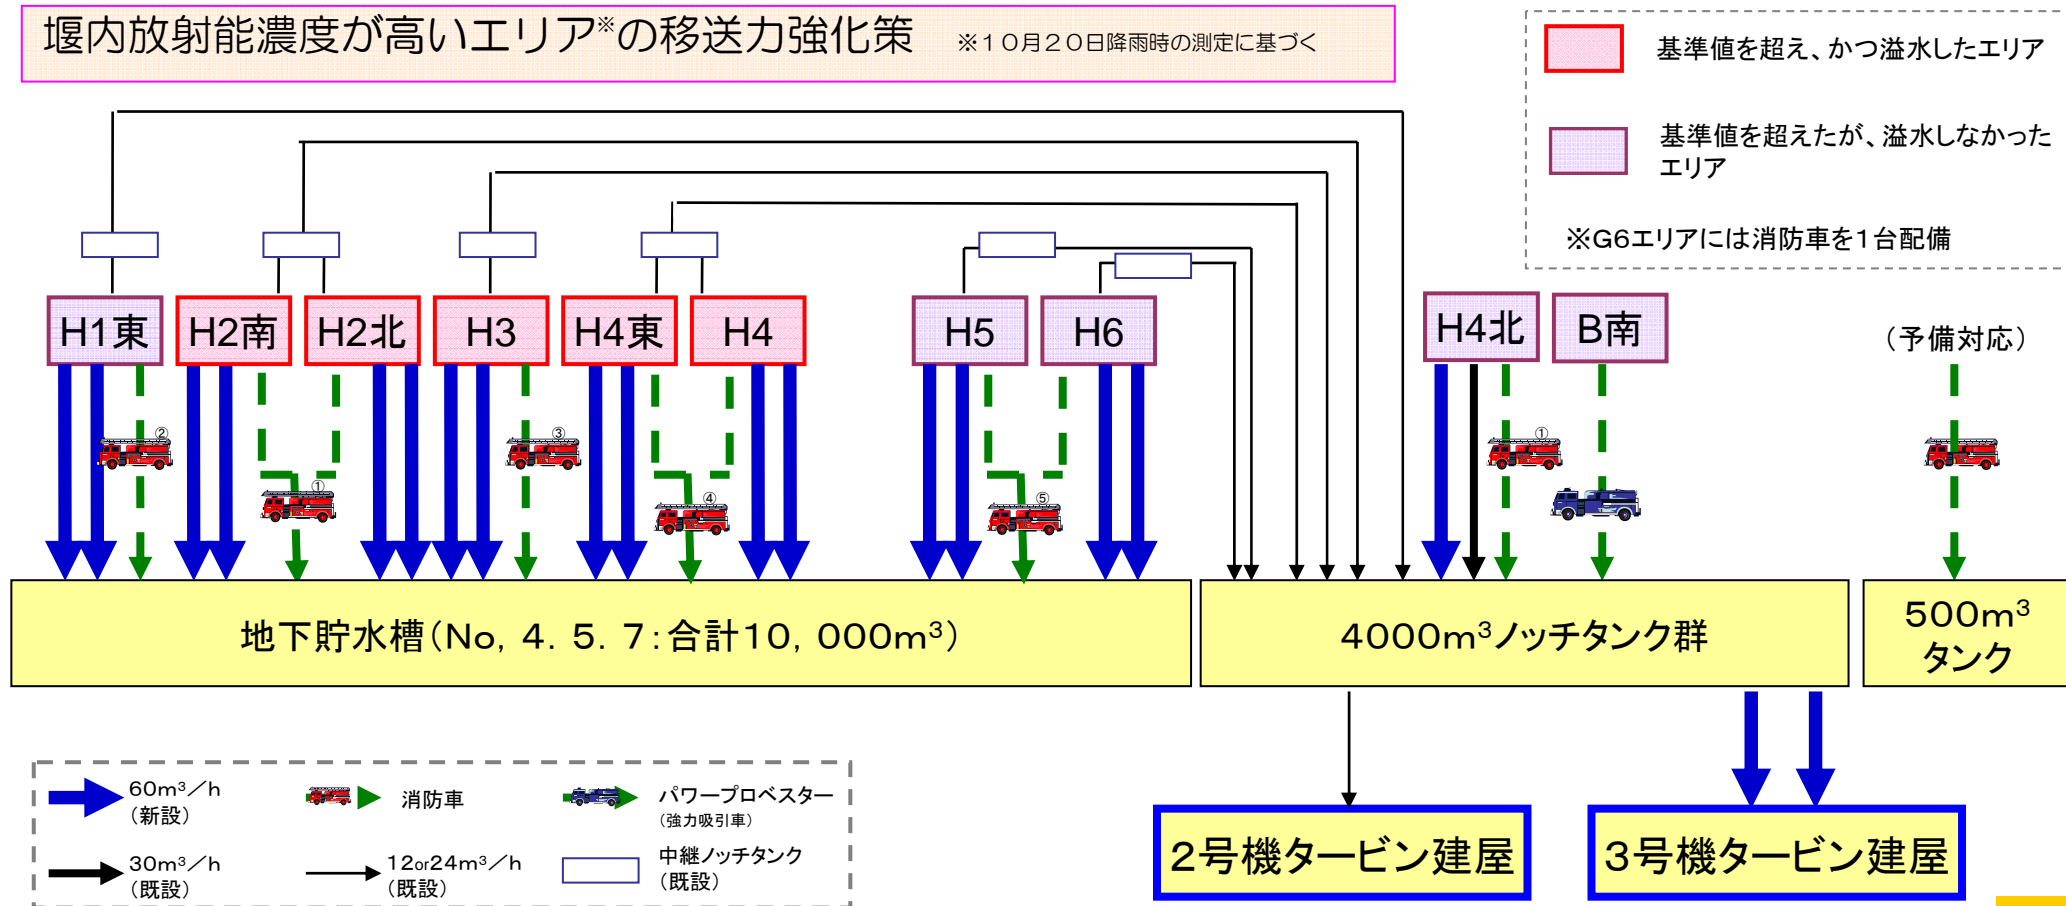 堰内放射能濃度が高いエリア※の移送力強化策 ※10月20日降雨時の測定に基づく
基準値を超え、かつ溢水したエリア
基準値を超えたが、溢水しなかった
エリア
※G6エリアには消防車を1台配備
H1東 H2南 H2北 H3 H4東 H4 H5 H6 H4北 B南 (予備対応)
② ③ ①
① ④ ⑤
地下貯水槽(No, 4. 5. 7:合計10, 000m³)
4000m³ノッチタンク群
500m³
タンク
60m³/h
(新設)
消防車
パワープロベスター
(強力吸引車)
30m³/h
(既設)
12or24m³/h
(既設)
中継ノッチタンク
(既設)
2号機タービン建屋
3号機タービン建屋